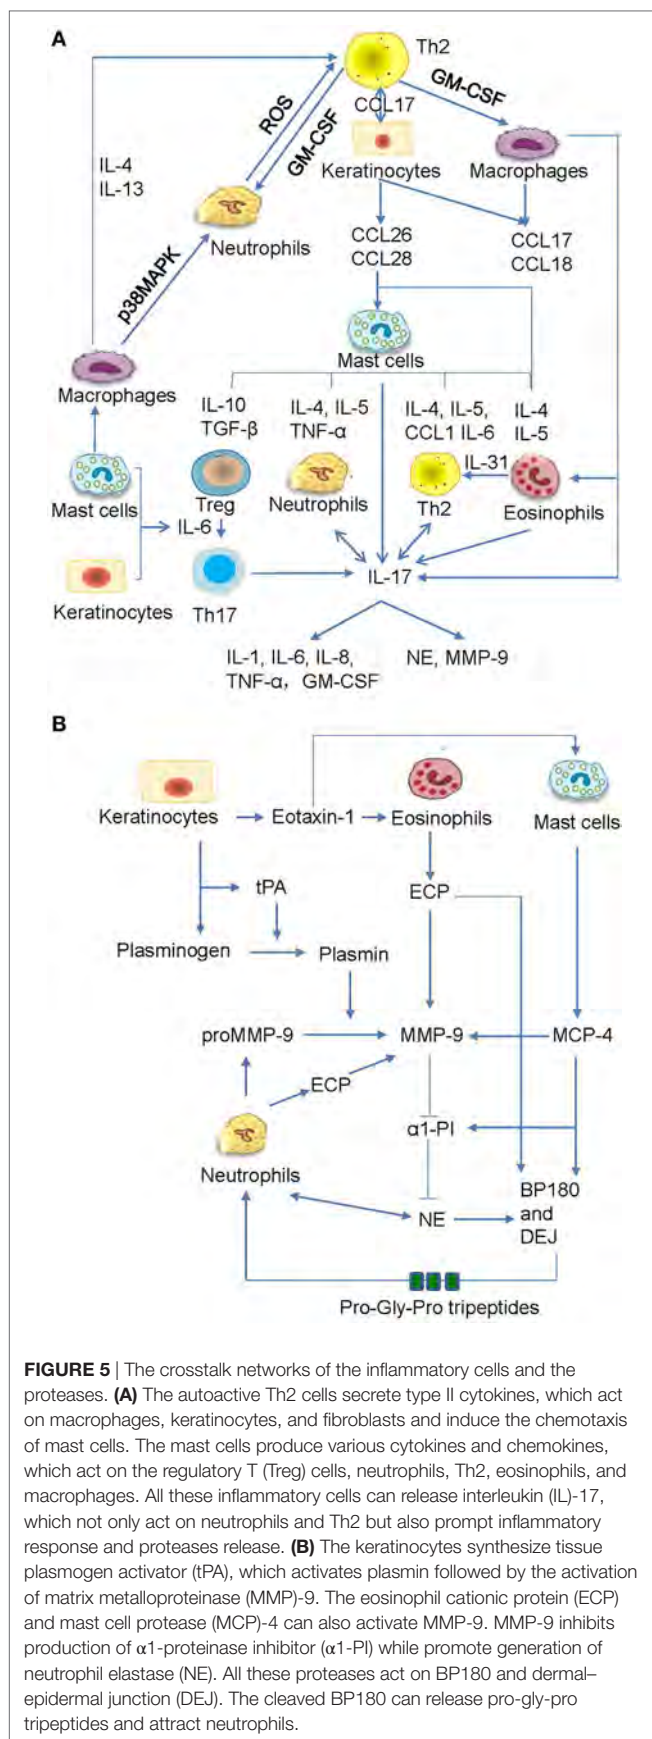 A
Th2
CCL17
GM-CSF
ROS
GM-CSF
Keratinocytes
Macrophages
IL-4
IL-13
Neutrophils
CCL26
CCL28
CCL17
CCL18
p38MAPK
Mast cells
Macrophages
IL-10
TGF-β
IL-4, IL-5
TNF-α
IL-4, IL-5,
CCL1 IL-6
IL-4
IL-5
IL-31
Mast cells
Treg
Neutrophils
Th2
Eosinophils
IL-6
IL-17
Keratinocytes
Th17
IL-1, IL-6, IL-8,
TNF-α, GM-CSF
NE, MMP-9
B
Keratinocytes
Eotaxin-1
Eosinophils
Mast cells
tPA
ECP
Plasminogen
Plasmin
proMMP-9
MMP-9
MCP-4
ECP
α1-PI
Neutrophils
BP180
and
DEJ
NE
Pro-Gly-Pro tripeptides
FIGURE 5 | The crosstalk networks of the inflammatory cells and the
proteases. (A) The autoactive Th2 cells secrete type II cytokines, which act
on macrophages, keratinocytes, and fibroblasts and induce the chemotaxis
of mast cells. The mast cells produce various cytokines and chemokines,
which act on the regulatory T (Treg) cells, neutrophils, Th2, eosinophils, and
macrophages. All these inflammatory cells can release interleukin (IL)-17,
which not only act on neutrophils and Th2 but also prompt inflammatory
response and proteases release. (B) The keratinocytes synthesize tissue
plasmogen activator (tPA), which activates plasmin followed by the activation
of matrix metalloproteinase (MMP)-9. The eosinophil cationic protein (ECP)
and mast cell protease (MCP)-4 can also activate MMP-9. MMP-9 inhibits
production of α1-proteinase inhibitor (α1-PI) while promote generation of
neutrophil elastase (NE). All these proteases act on BP180 and dermal–
epidermal junction (DEJ). The cleaved BP180 can release pro-gly-pro
tripeptides and attract neutrophils.